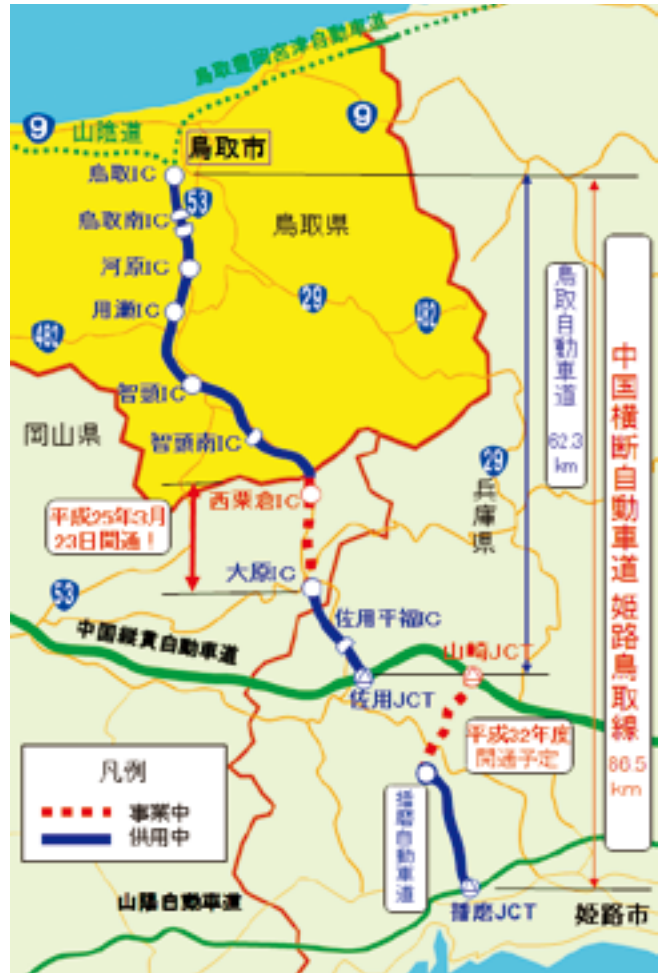 鳥取豊岡宮津自動車道
9
9
山陰道
鳥取市
鳥取IC
53
鳥取南IC
鳥取県
河原IC
29
用瀬IC
482
482
智頭IC
岡山県
智頭南IC
鳥取自動車道
62.3
km
中国横断自動車道 姫路鳥取線
86.5
km
29
兵庫県
西粟倉IC
平成25年3月
23日開通！
大原IC
53
佐用平福IC
中国縦貫自動車道
山崎JCT
佐用JCT
平成32年度
開通予定
凡例
事業中
供用中
播磨自動車道
山陽自動車道
播磨JCT
姫路市